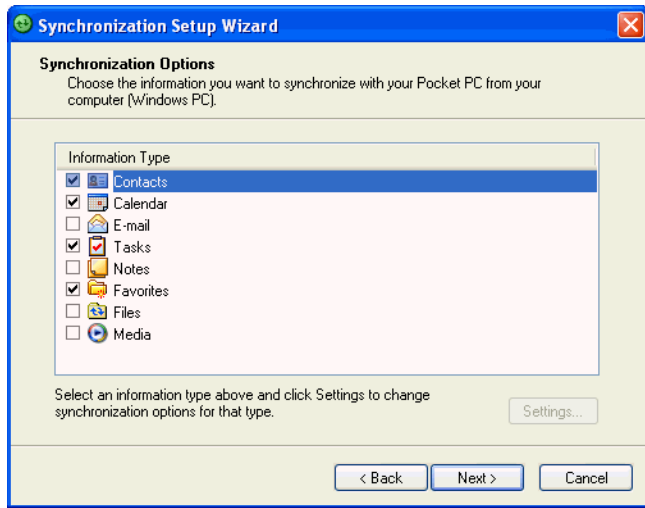 Synchronization Setup Wizard
Synchronization Options
Choose the information you want to synchronize with your Pocket PC from your
computer (Windows PC).
Information Type
Contacts
Calendar
E-mail
Tasks
Notes
Favorites
Files
Media
Select an information type above and click Settings to change
synchronization options for that type.
Settings...
< Back
Next >
Cancel